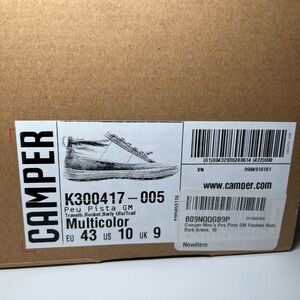 CAMPER
K300417-005
Peu Pista GM
Multicolor
EU 43 US 10 UK 9
VN
www.camper.com
B09NQQGB9P
Camper Men's Peu Pista GM Fashion Boot,
Dark Green, 10
NewItem